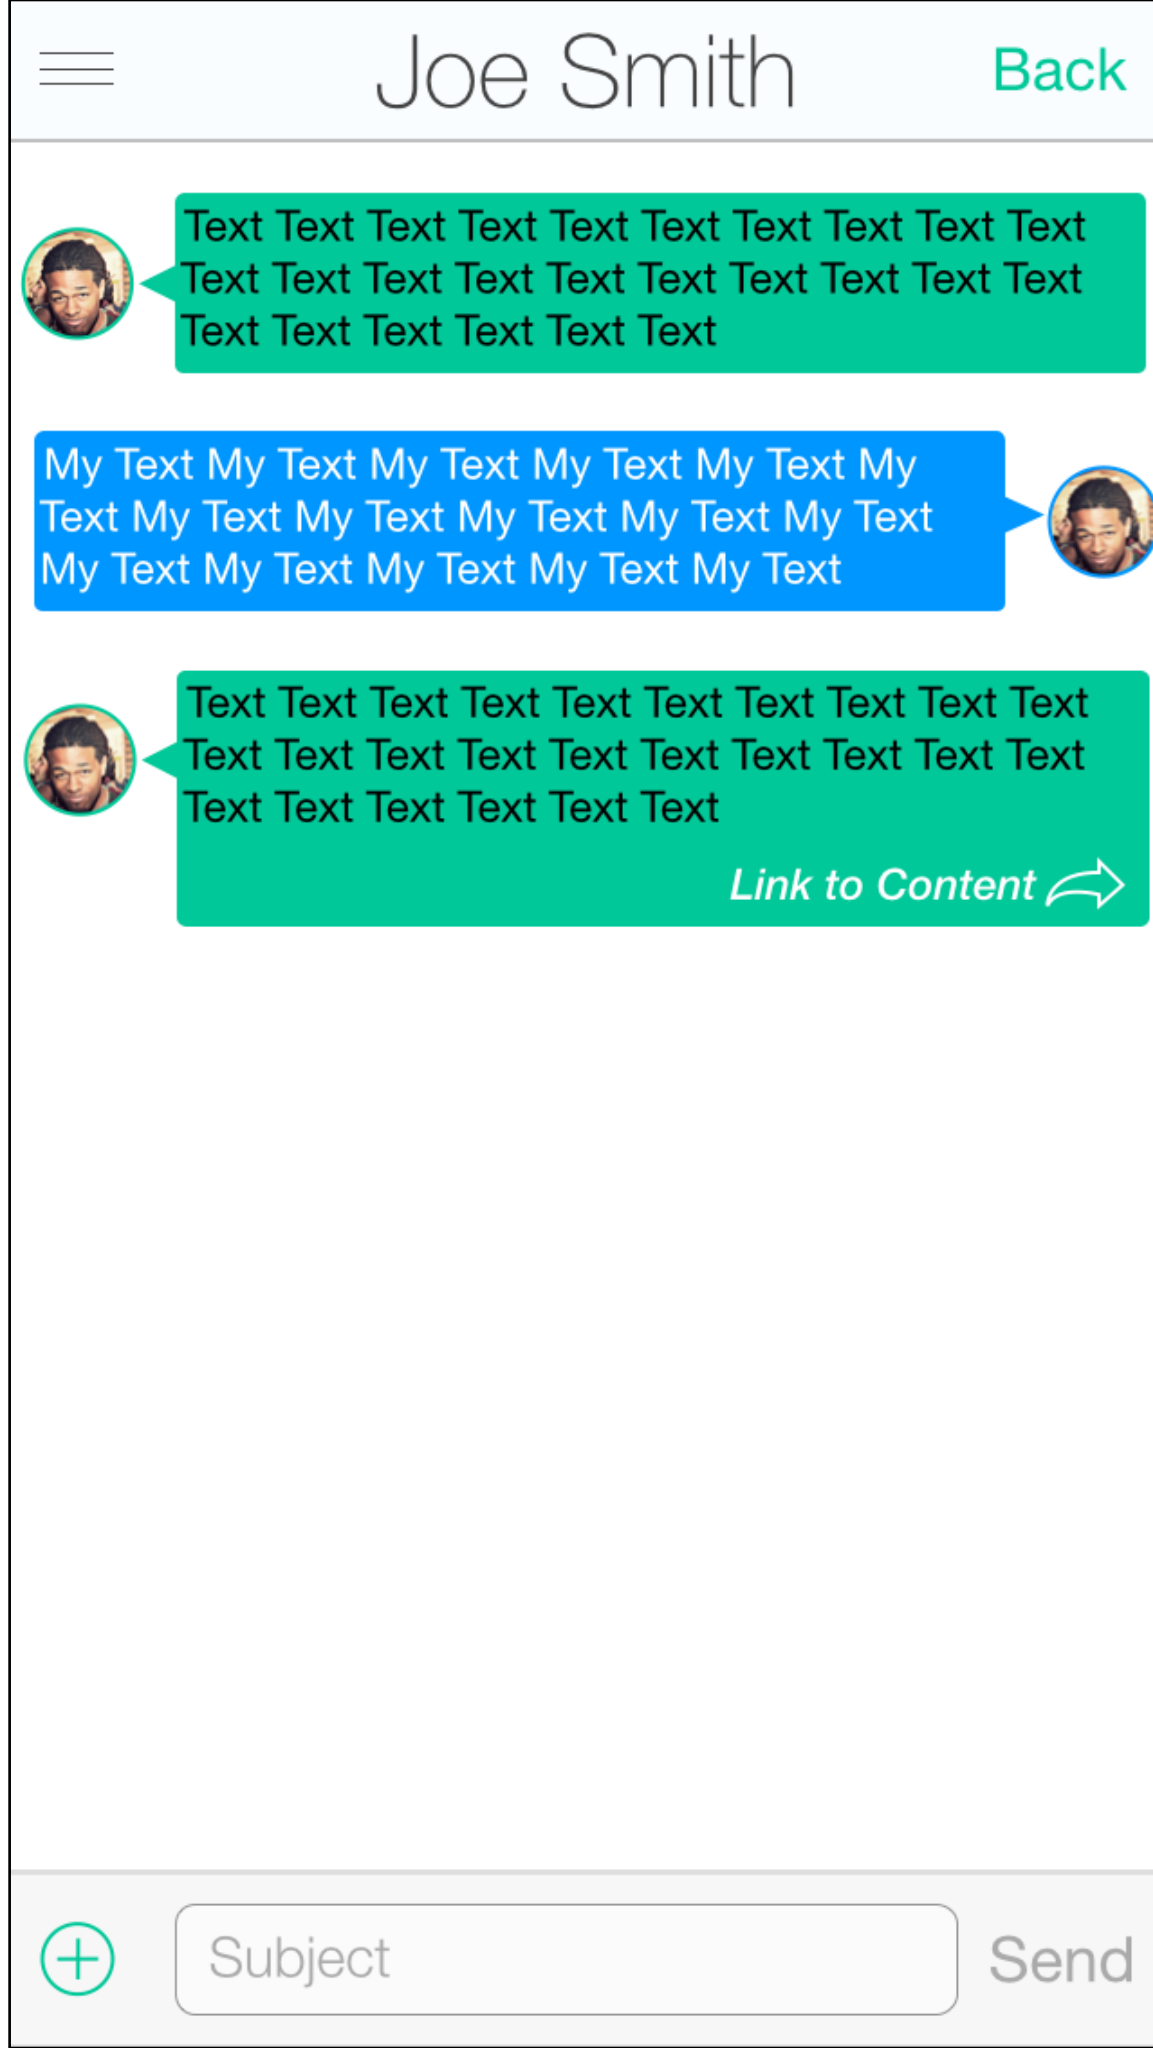 Joe Smith
Back
Text Text Text Text Text Text Text Text Text Text
Text Text Text Text Text Text Text Text Text Text
Text Text Text Text Text Text
My Text My Text My Text My Text My Text My
Text My Text My Text My Text My Text My Text
My Text My Text My Text My Text My Text
Text Text Text Text Text Text Text Text Text Text
Text Text Text Text Text Text Text Text Text Text
Text Text Text Text Text Text
Link to Content
Subject
Send